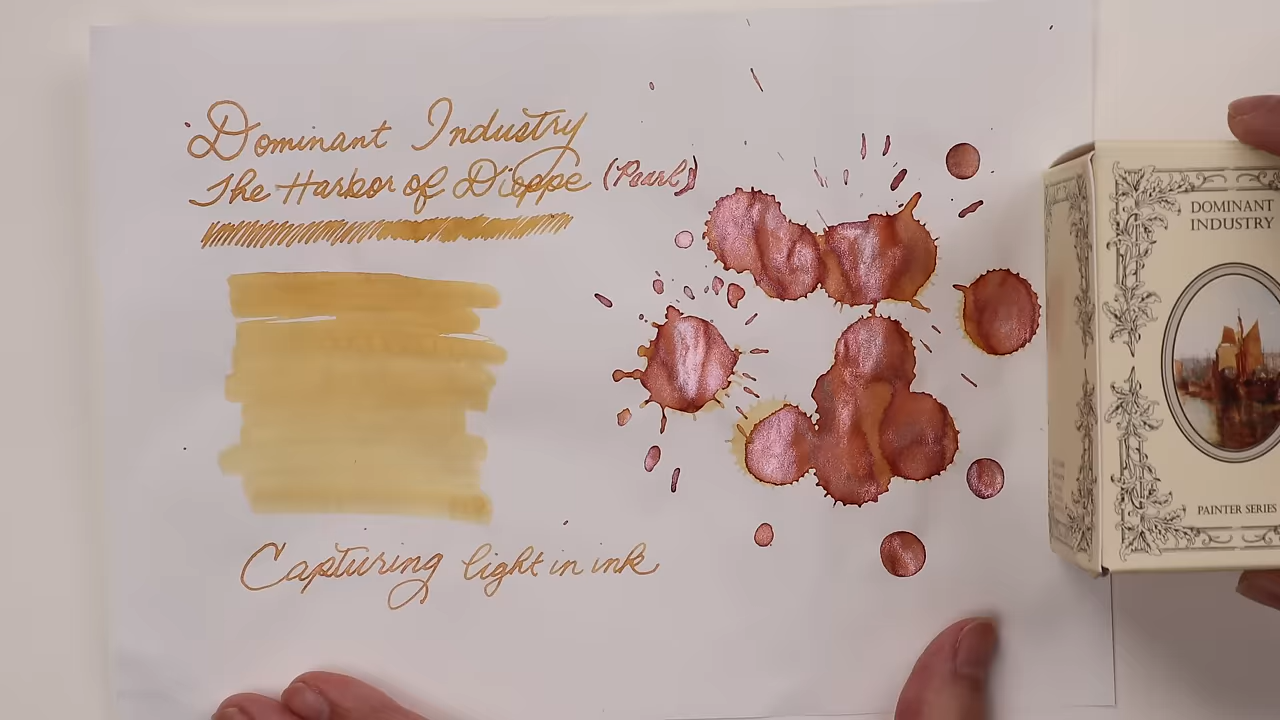 Dominant Industry
The Harbor of Dieppe (Pearl)
Capturing light in ink
DOMINANT
INDUSTRY
PAINTER SERIES